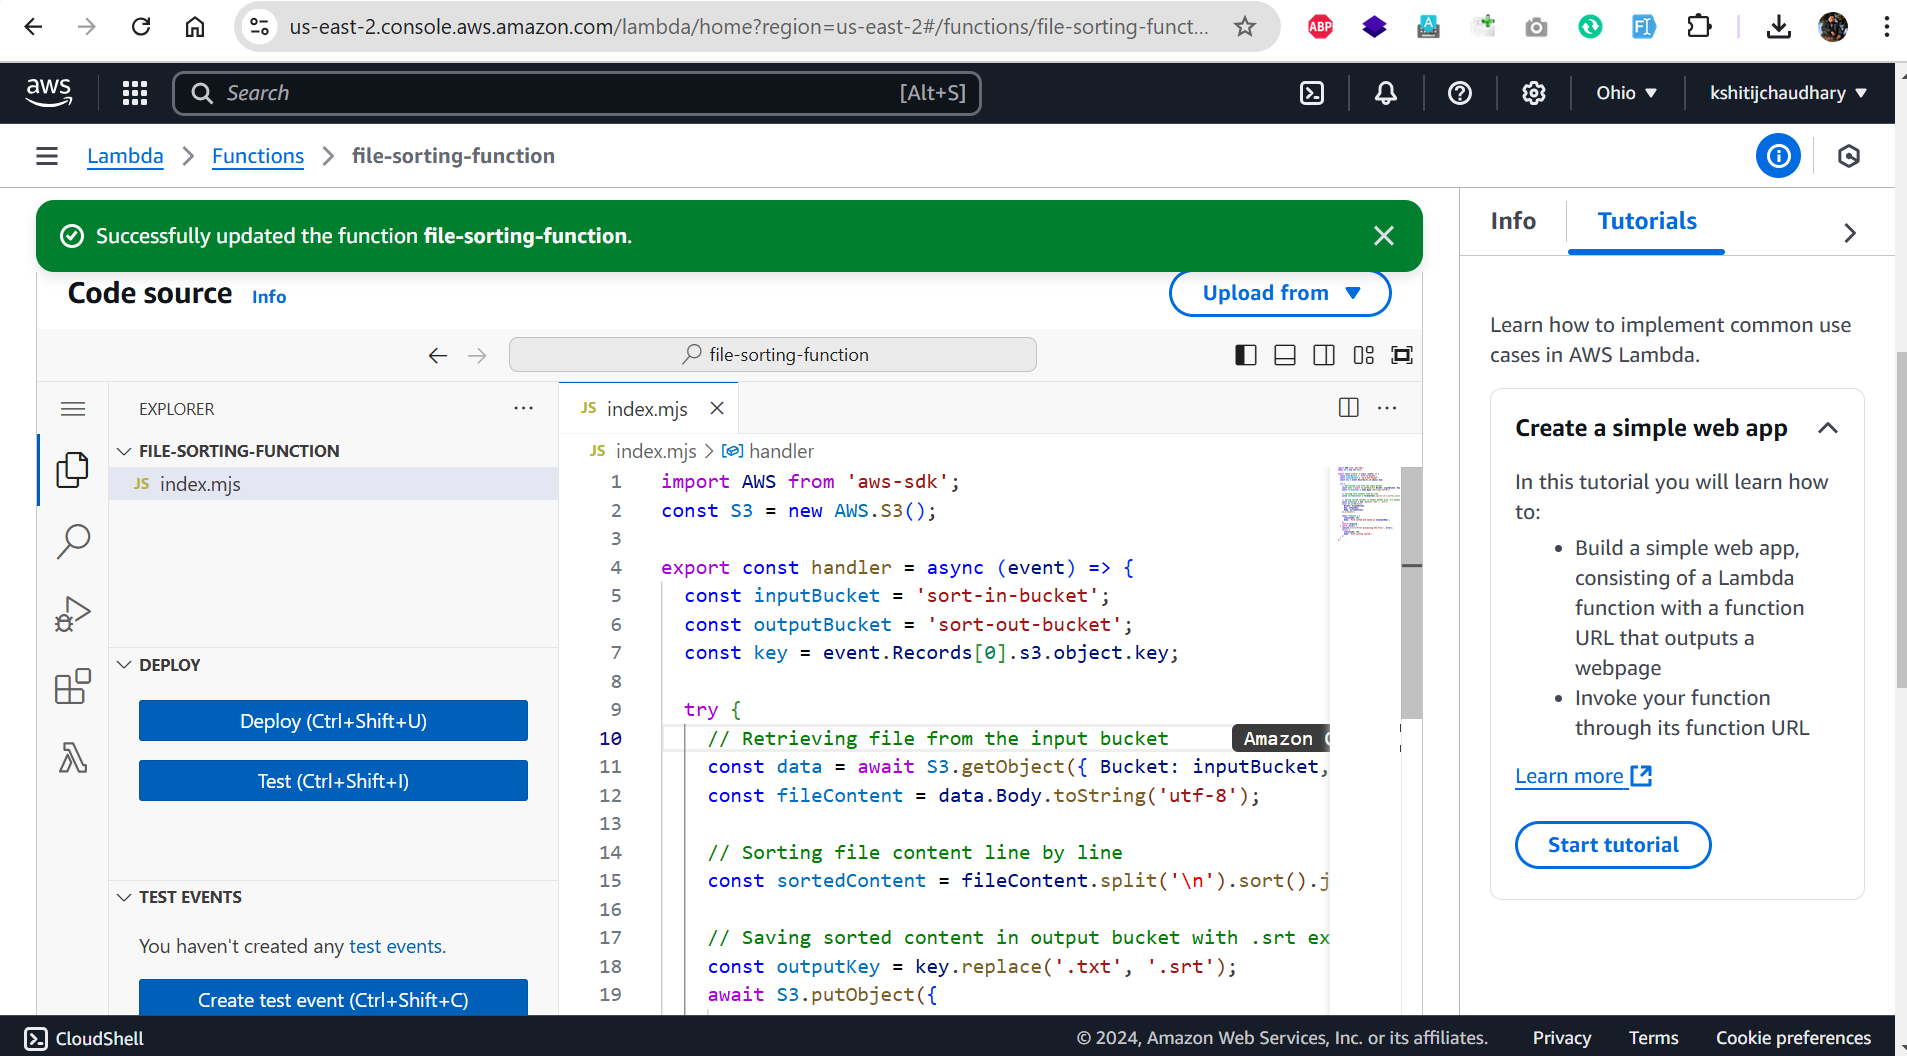 us-east-2.console.aws.amazon.com/lambda/home?region=us-east-2#/functions/file-sorting-funct...
ABP
A
FI
aws
Search
[Alt+S]
Ohio
kshitijchaudhary
Lambda > Functions > file-sorting-function
Successfully updated the function file-sorting-function.
Code source Info
Upload from
file-sorting-function
EXPLORER ...
FILE-SORTING-FUNCTION
JS index.mjs
DEPLOY
Deploy (Ctrl+Shift+U)
Test (Ctrl+Shift+I)
TEST EVENTS
You haven't created any test events.
Create test event (Ctrl+Shift+C)
JS index.mjs
JS index.mjs > handler
1 import AWS from 'aws-sdk';
2 const S3 = new AWS.S3();
3
4 export const handler = async (event) => {
5 const inputBucket = 'sort-in-bucket';
6 const outputBucket = 'sort-out-bucket';
7 const key = event.Records[0].s3.object.key;
8
9 try {
10 // Retrieving file from the input bucket
Amazon
11 const data = await S3.getObject({ Bucket: inputBucket,
12 const fileContent = data.Body.toString('utf-8');
13
14 // Sorting file content line by line
15 const sortedContent = fileContent.split('\n').sort().j
16
17 // Saving sorted content in output bucket with .srt ex
18 const outputKey = key.replace('.txt', '.srt');
19 await S3.putObject({
Info
Tutorials
Learn how to implement common use
cases in AWS Lambda.
Create a simple web app
In this tutorial you will learn how
to:
• Build a simple web app,
consisting of a Lambda
function with a function
URL that outputs a
webpage
• Invoke your function
through its function URL
Learn more
Start tutorial
CloudShell
© 2024, Amazon Web Services, Inc. or its affiliates.
Privacy
Terms
Cookie preferences